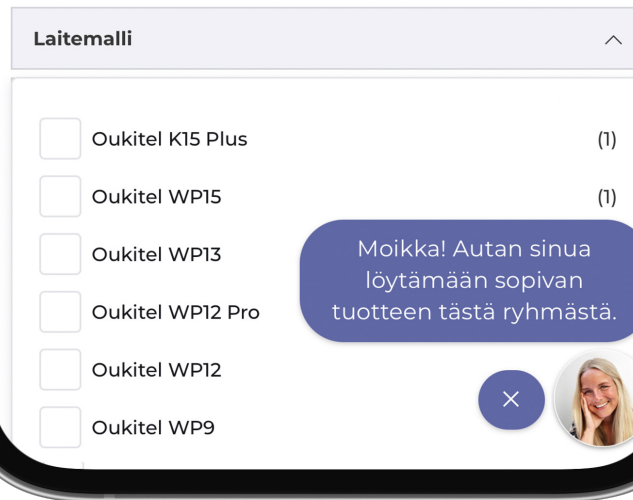 Laitemalli
Oukitel K15 Plus (1)
Oukitel WP15 (1)
Oukitel WP13
Oukitel WP12 Pro
Oukitel WP12
Oukitel WP9
Moikka! Autan sinua
löytämään sopivan
tuotteen tästä ryhmästä.